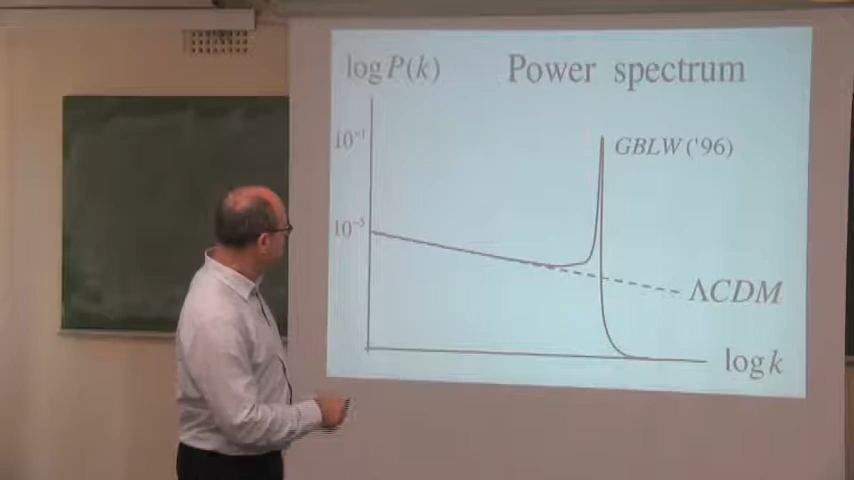 log P(k)
Power spectrum
10⁻¹
GBLW ('96)
10⁻⁵
ΛCDM
log k